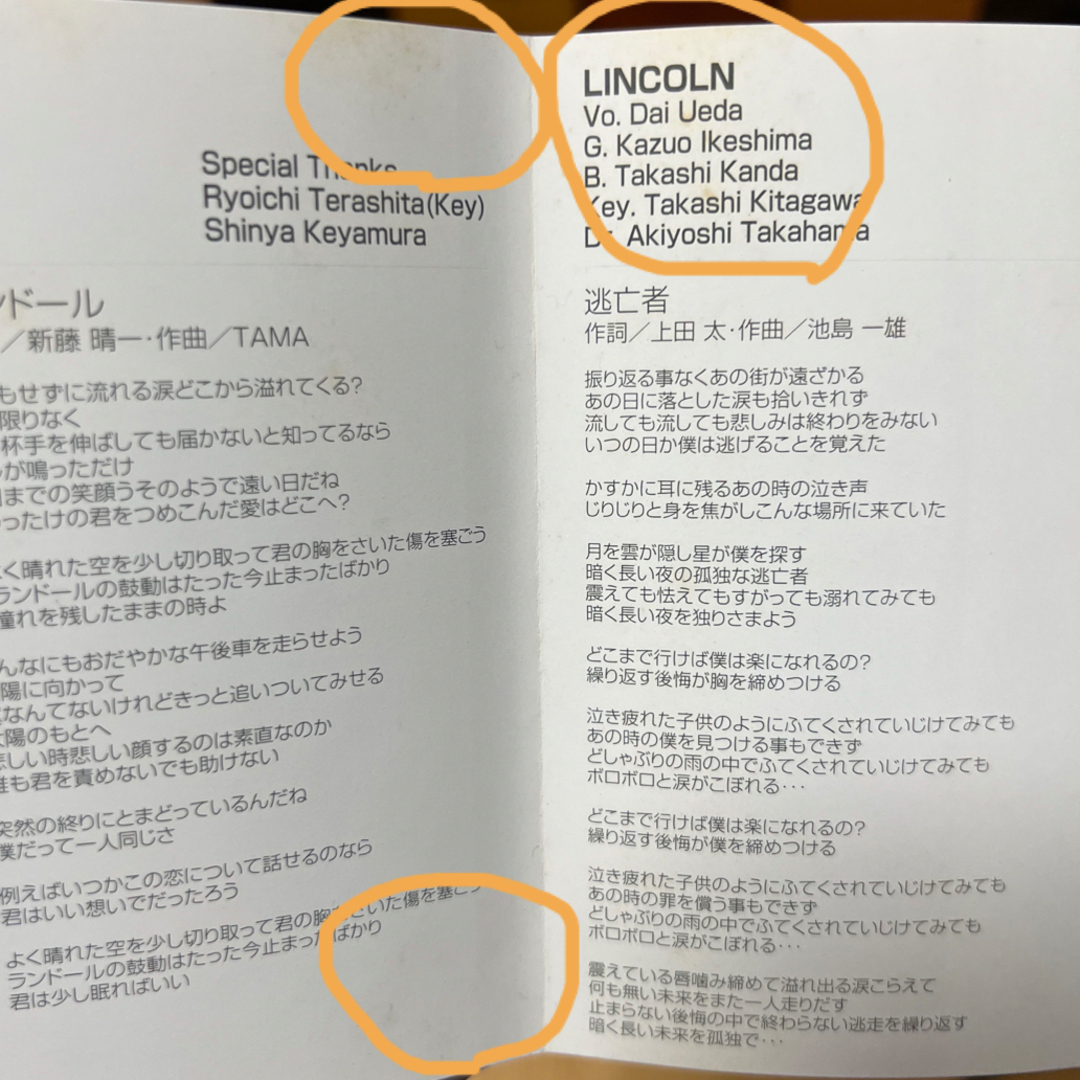 Special Thanks
Ryoichi Terashita(Key)
Shinya Keyamura
ンドール
／新藤 晴一・作曲／TAMA
もせずに流れる涙どこから溢れてくる?
限りなく
杯手を伸ばしても届かないと知ってるなら
が鳴っただけ
までの笑顔うそのようで遠い日だね
ったけの君をつめこんだ愛はどこへ?
よく晴れた空を少し切り取って君の胸をさいた傷を塞ごう
ランドールの鼓動はたった今止まったばかり
憧れを残したままの時よ
んなにもおだやかな午後車を走らせよう
陽に向かって
なんてないけれどきっと追いついてみせる
太陽のもとへ
悲しい時悲しい顔するのは素直なのか
誰も君を責めないでも助けない
突然の終りにとまどっているんだね
僕だって一人同じさ
例えばいつかこの恋について話せるのなら
君はいい想いでだったろう
よく晴れた空を少し切り取って君の胸をさいた傷を塞ごう
ランドールの鼓動はたった今止まったばかり
君は少し眠ればいい
LINCOLN
Vo. Dai Ueda
G. Kazuo Ikeshima
B. Takashi Kanda
Key. Takashi Kitagawa
Dr. Akiyoshi Takahama
逃亡者
作詞／上田 太・作曲／池島 一雄
振り返る事なくあの街が遠ざかる
あの日に落とした涙も拾いきれず
流しても流しても悲しみは終わりをみない
いつの日か僕は逃げることを覚えた
かすかに耳に残るあの時の泣き声
じりじりと身を焦がしこんな場所に来ていた
月を雲が隠し星が僕を探す
暗く長い夜の孤独な逃亡者
震えても怯えてもすがっても溺れてみても
暗く長い夜を独りさまよう
どこまで行けば僕は楽になれるの?
繰り返す後悔が胸を締めつける
泣き疲れた子供のようにふてくされていじけてみても
あの時の僕を見つける事もできず
どしゃぶりの雨の中でふてくされていじけてみても
ボロボロと涙がこぼれる･･･
どこまで行けば僕は楽になれるの?
繰り返す後悔が僕を締めつける
泣き疲れた子供のようにふてくされていじけてみても
あの時の罪を償う事もできず
どしゃぶりの雨の中でふてくされていじけてみても
ボロボロと涙がこぼれる･･･
震えている唇噛み締めて溢れ出る涙こらえて
何も無い未来をまた一人走りだす
止まらない後悔の中で終わらない逃走を繰り返す
暗く長い未来を孤独で･･･